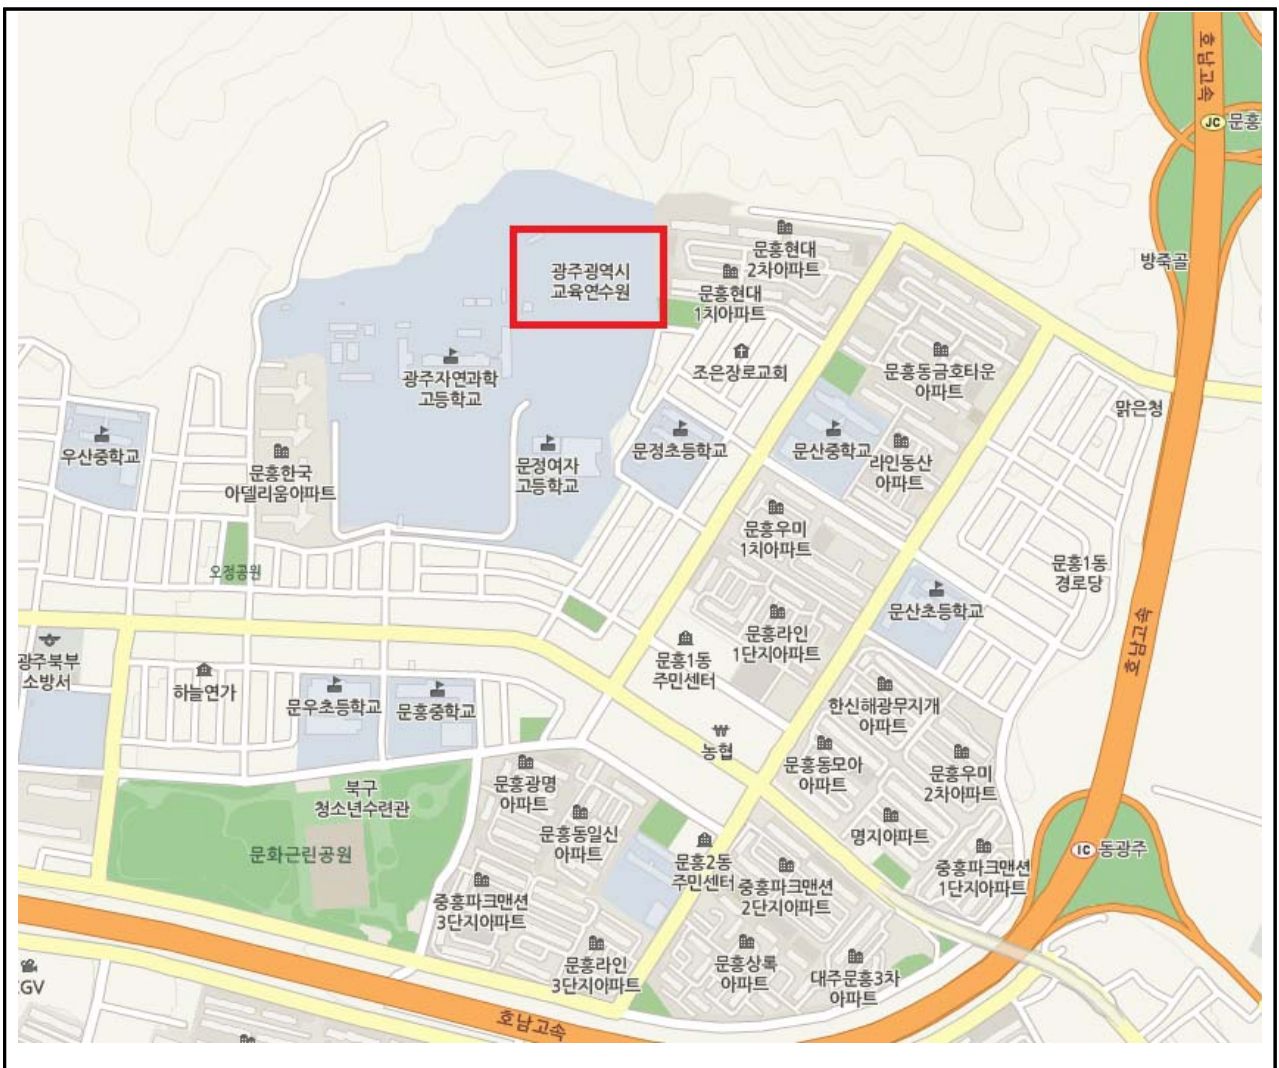 호남고속
JC 문흥
문흥현대
2차아파트
방죽골
광주광역시
교육연수원
문흥현대
1치아파트
조은장로교회
문흥동금호타운
아파트
광주자연과학
고등학교
맑은청
우산중학교
문흥한국
아델리움아파트
문정여자
고등학교
문정초등학교
문산중학교
라인동산
아파트
문흥우미
1치아파트
오정공원
문흥1동
경로당
문산초등학교
문흥라인
1단지아파트
호남고속
광주북부
소방서
하늘연가
문우초등학교
문흥중학교
문흥1동
주민센터
한신해광무지개
아파트
농협
문흥동모아
아파트
문흥우미
2차아파트
북구
청소년수련관
문흥광명
아파트
문흥동일신
아파트
명지아파트
문화근린공원
문흥2동
주민센터
중흥파크맨션
2단지아파트
중흥파크맨션
1단지아파트
IC 동광주
중흥파크맨션
3단지아파트
문흥라인
3단지아파트
문흥상록
아파트
대주문흥3차
아파트
CGV
호남고속